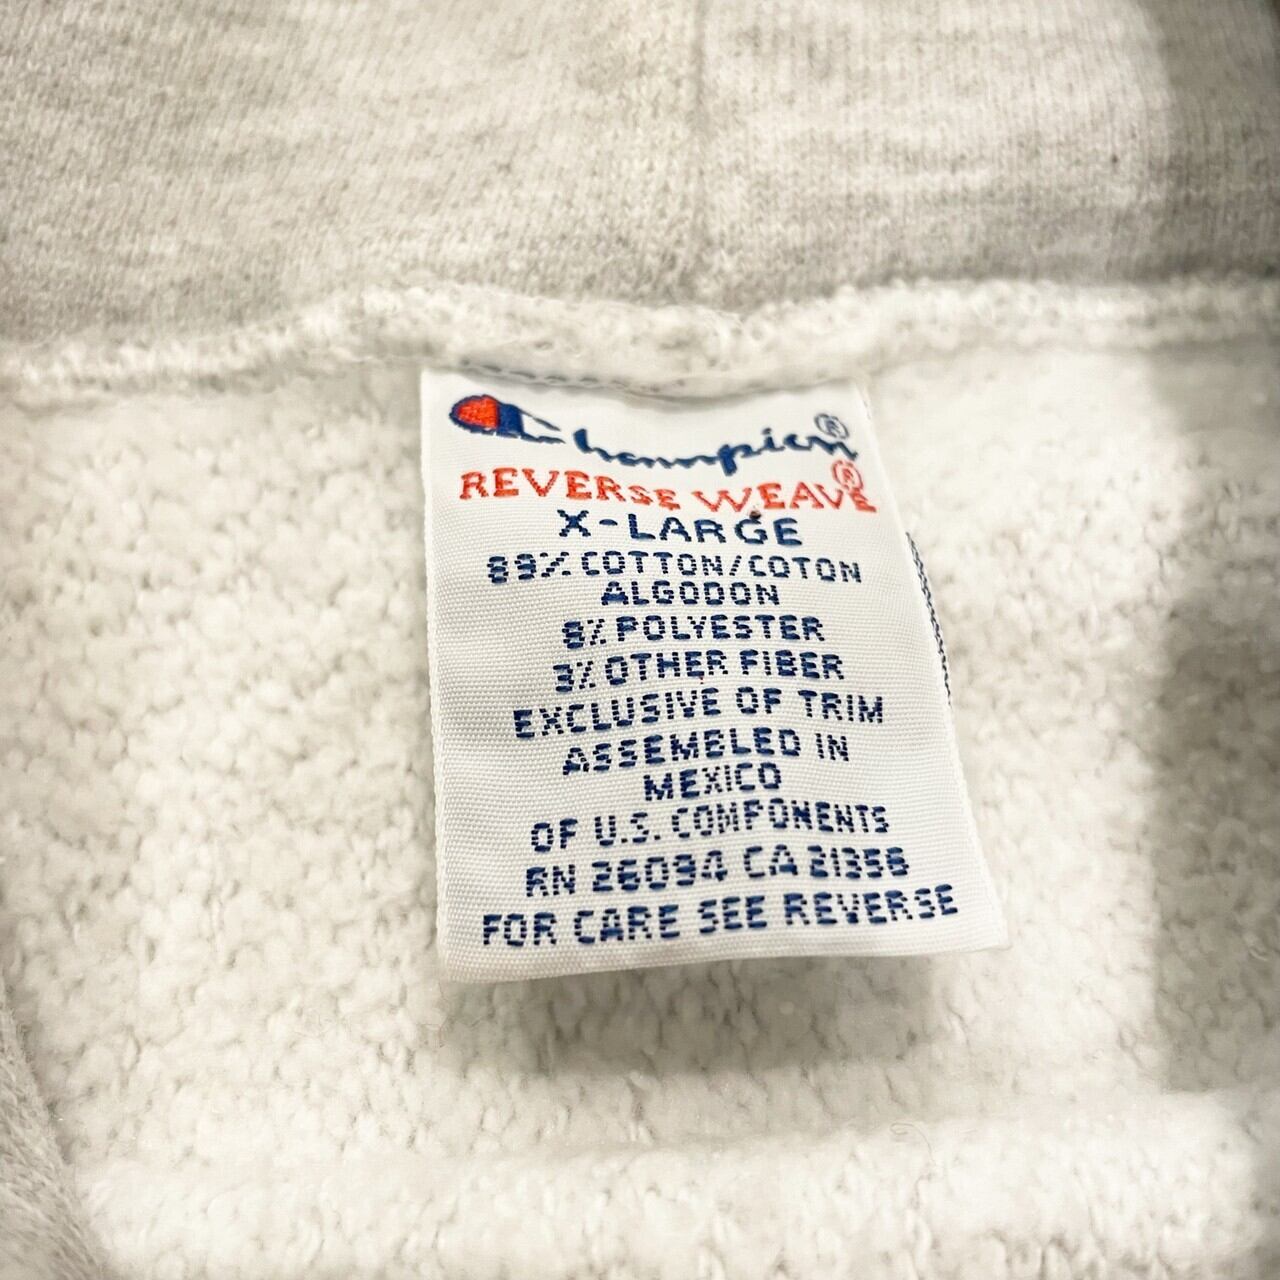 Champion®
REVERSE WEAVE®
X-LARGE
89% COTTON/COTON
ALGODON
8% POLYESTER
3% OTHER FIBER
EXCLUSIVE OF TRIM
ASSEMBLED IN
MEXICO
OF U.S. COMPONENTS
RN 26094 CA 21356
FOR CARE SEE REVERSE